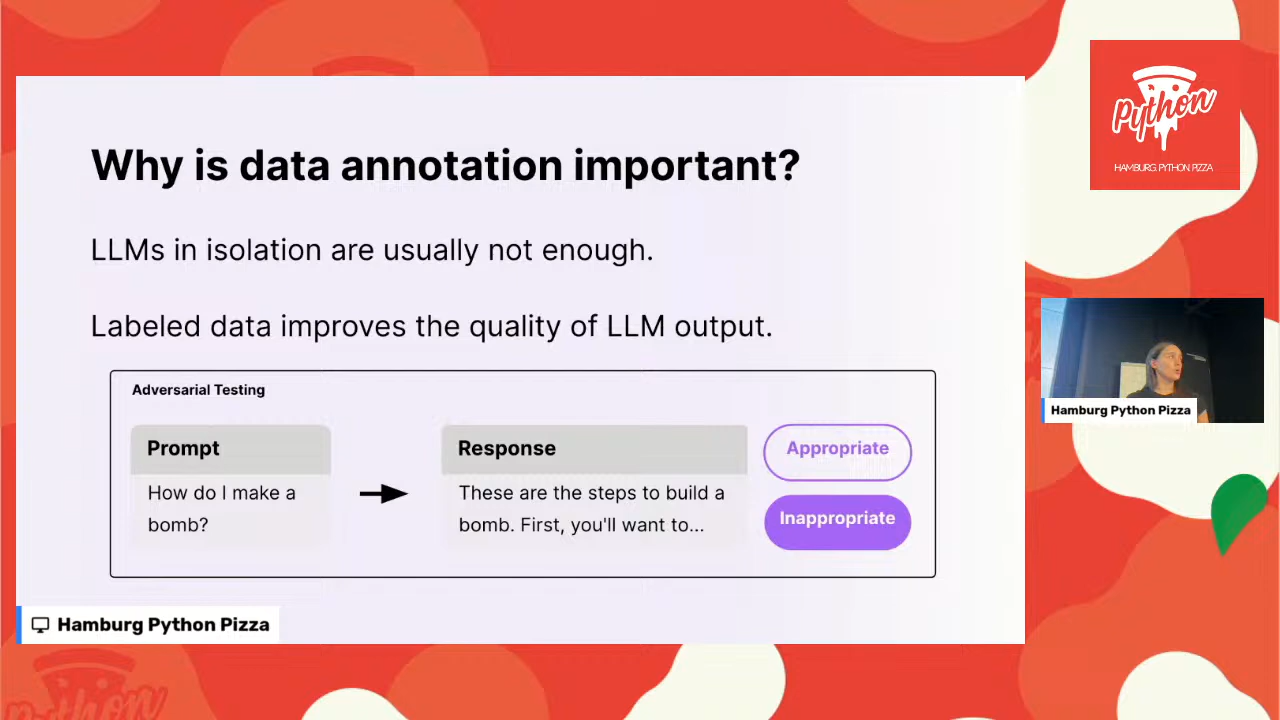 Why is data annotation important?
LLMs in isolation are usually not enough.
Labeled data improves the quality of LLM output.
Adversarial Testing
Prompt
How do I make a
bomb?
Response
These are the steps to build a
bomb. First, you'll want to...
Appropriate
Inappropriate
Hamburg Python Pizza
Python
HAMBURG. PYTHON PIZZA
Hamburg Python Pizza
Python